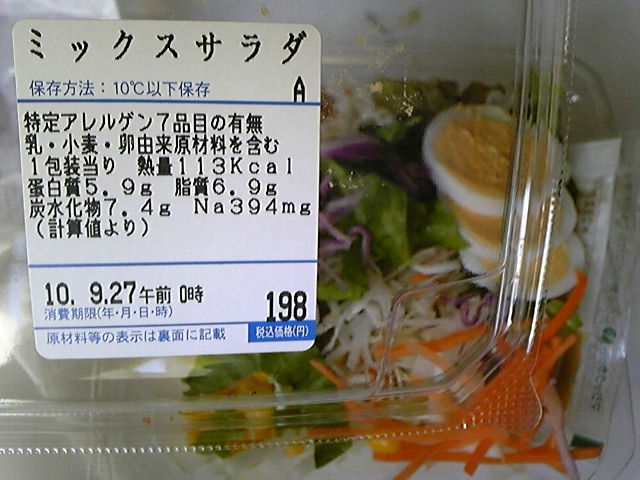 ミックスサラダ
保存方法：10℃以下保存 A
特定アレルゲン7品目の有無
乳・小麦・卵由来原材料を含む
1包装当り 熱量113Kcal
蛋白質5.9g 脂質6.9g
炭水化物7.4g Na394mg
（計算値より）
10. 9.27午前 0時
消費期限(年・月・日・時)
198
税込価格(円)
原材料等の表示は裏面に記載